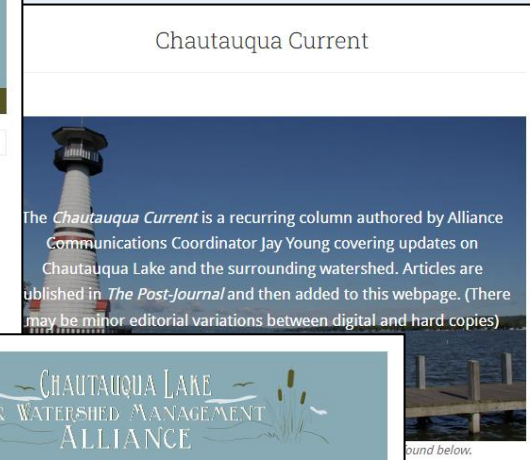 Chautauqua Current
The Chautauqua Current is a recurring column authored by Alliance
Communications Coordinator Jay Young covering updates on
Chautauqua Lake and the surrounding watershed. Articles are
ublished in The Post-Journal and then added to this webpage. (There
may be minor editorial variations between digital and hard copies)
CHAUTAUQUA LAKE
& WATERSHED MANAGEMENT
ALLIANCE
found below.